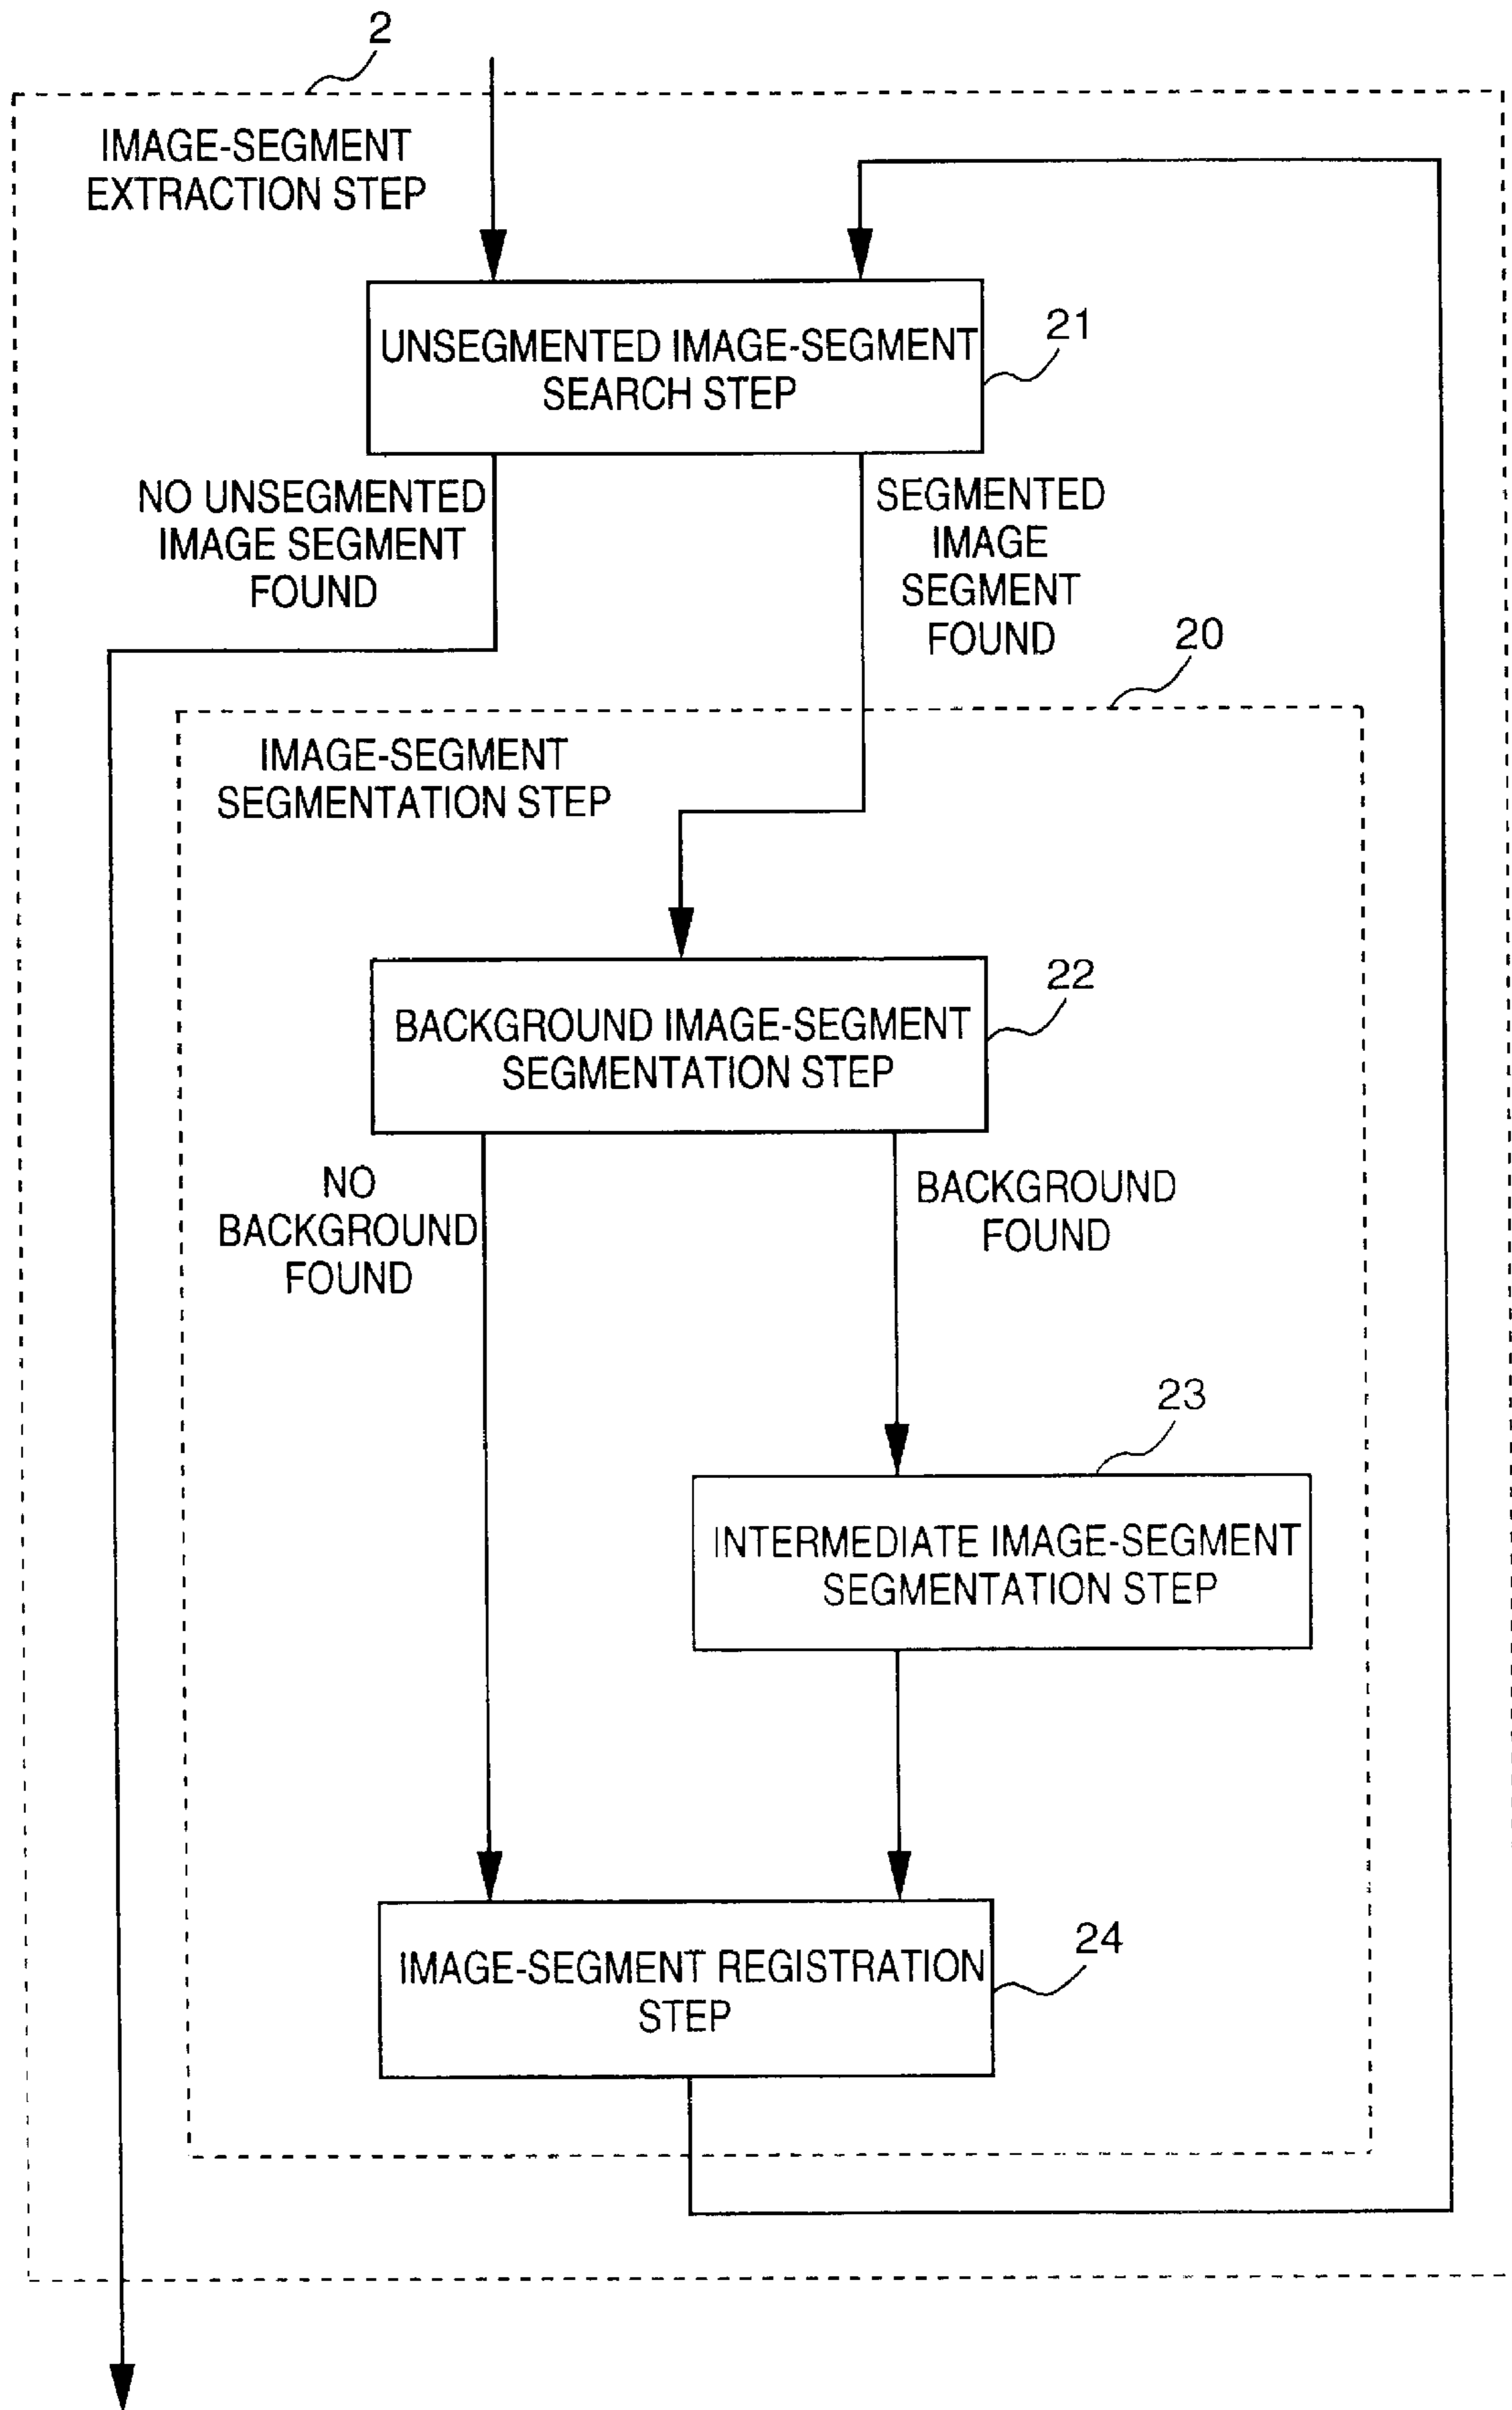 2
IMAGE-SEGMENT
EXTRACTION STEP
UNSEGMENTED IMAGE-SEGMENT
SEARCH STEP
21
NO UNSEGMENTED
IMAGE SEGMENT
FOUND
SEGMENTED
IMAGE
SEGMENT
FOUND
20
IMAGE-SEGMENT
SEGMENTATION STEP
22
BACKGROUND IMAGE-SEGMENT
SEGMENTATION STEP
NO
BACKGROUND
FOUND
BACKGROUND
FOUND
23
INTERMEDIATE IMAGE-SEGMENT
SEGMENTATION STEP
24
IMAGE-SEGMENT REGISTRATION
STEP